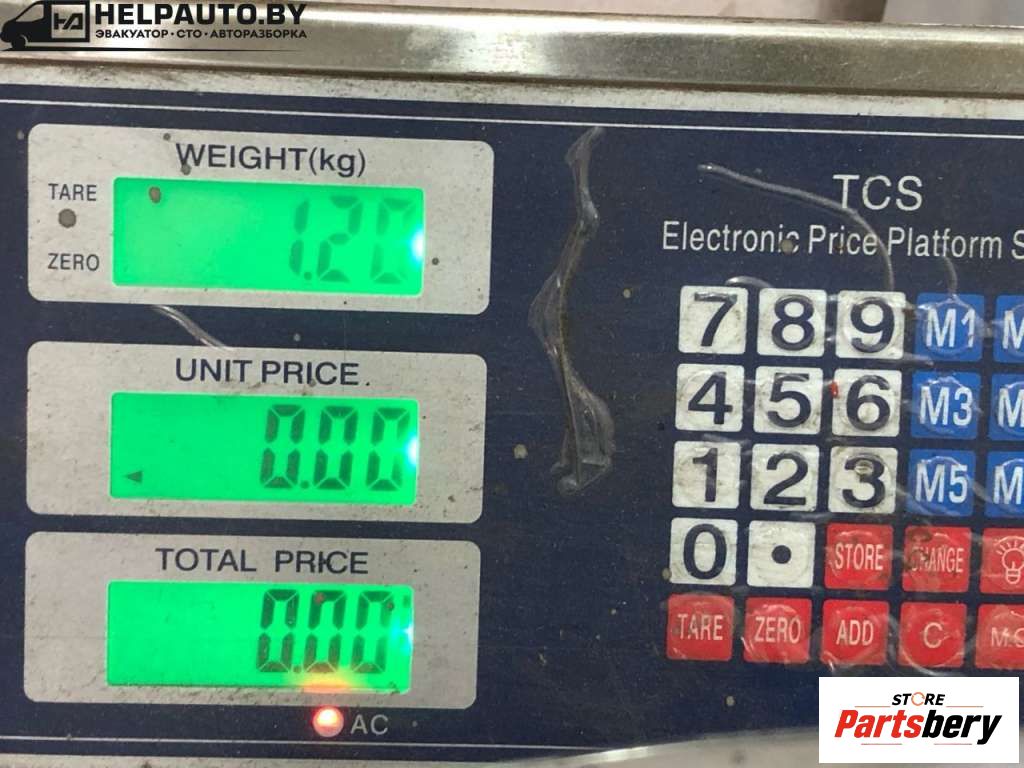 HELPAUTO.BY
ЭВАКУАТОР · СТО · АВТОРАЗБОРКА
WEIGHT(kg)
TARE
ZERO
1.20
TCS
Electronic Price Platform
UNIT PRICE
0.00
TOTAL PRICE
0.00
AC
7 8 9 M1
4 5 6 M3
1 2 3 M5
0 . STORE CHANGE
TARE ZERO ADD C
STORE
Partsbery